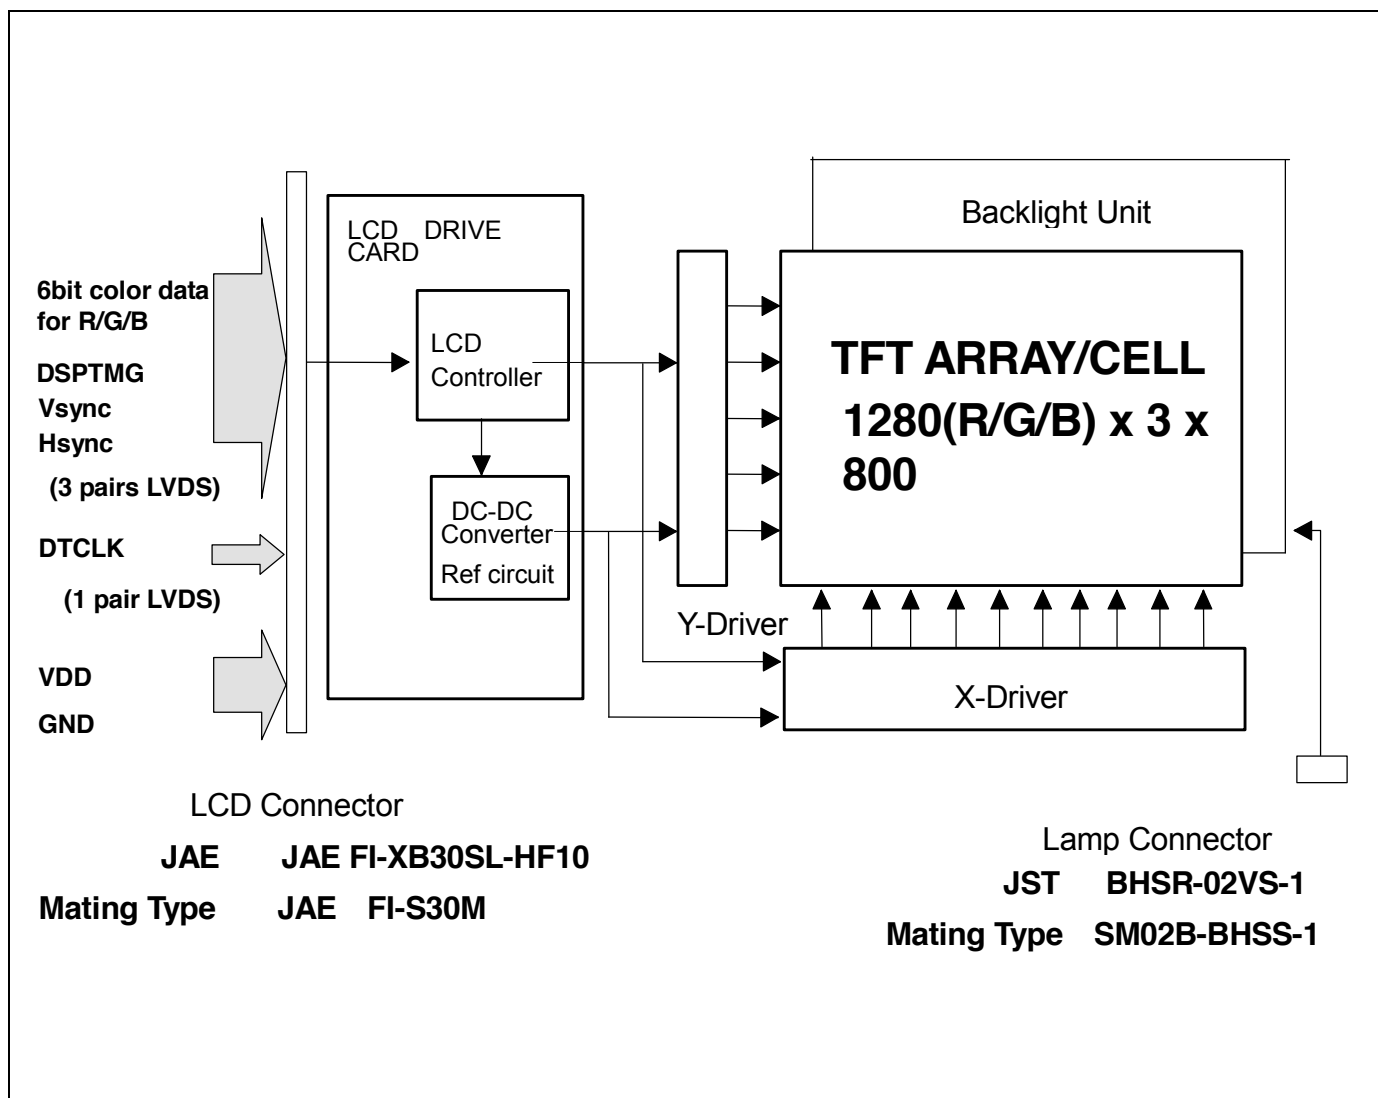 6bit color data
for R/G/B
DSPTMG
Vsync
Hsync
(3 pairs LVDS)
DTCLK
(1 pair LVDS)
VDD
GND
LCD DRIVE
CARD
LCD
Controller
DC-DC
Converter
Ref circuit
Y-Driver
Backlight Unit
TFT ARRAY/CELL
1280(R/G/B) x 3 x
800
X-Driver
LCD Connector
JAE JAE FI-XB30SL-HF10
Mating Type JAE FI-S30M
Lamp Connector
JST BHSR-02VS-1
Mating Type SM02B-BHSS-1